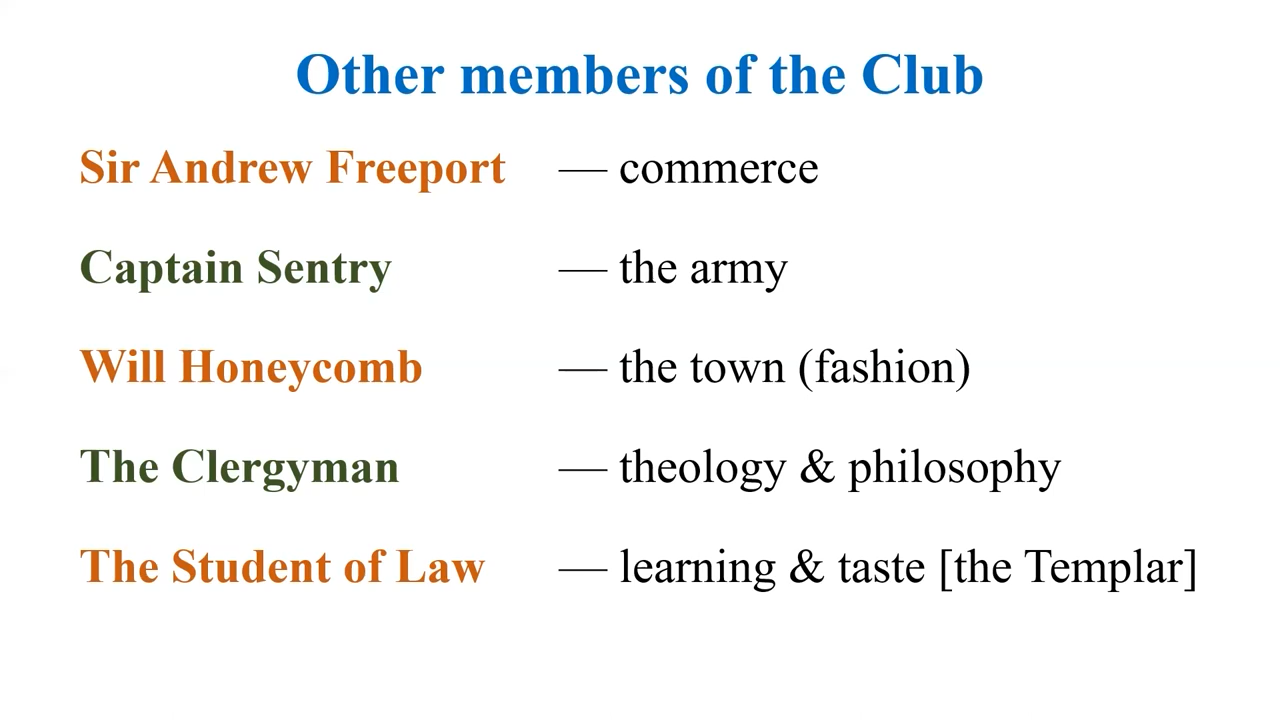 Other members of the Club
Sir Andrew Freeport — commerce
Captain Sentry — the army
Will Honeycomb — the town (fashion)
The Clergyman — theology & philosophy
The Student of Law — learning & taste [the Templar]